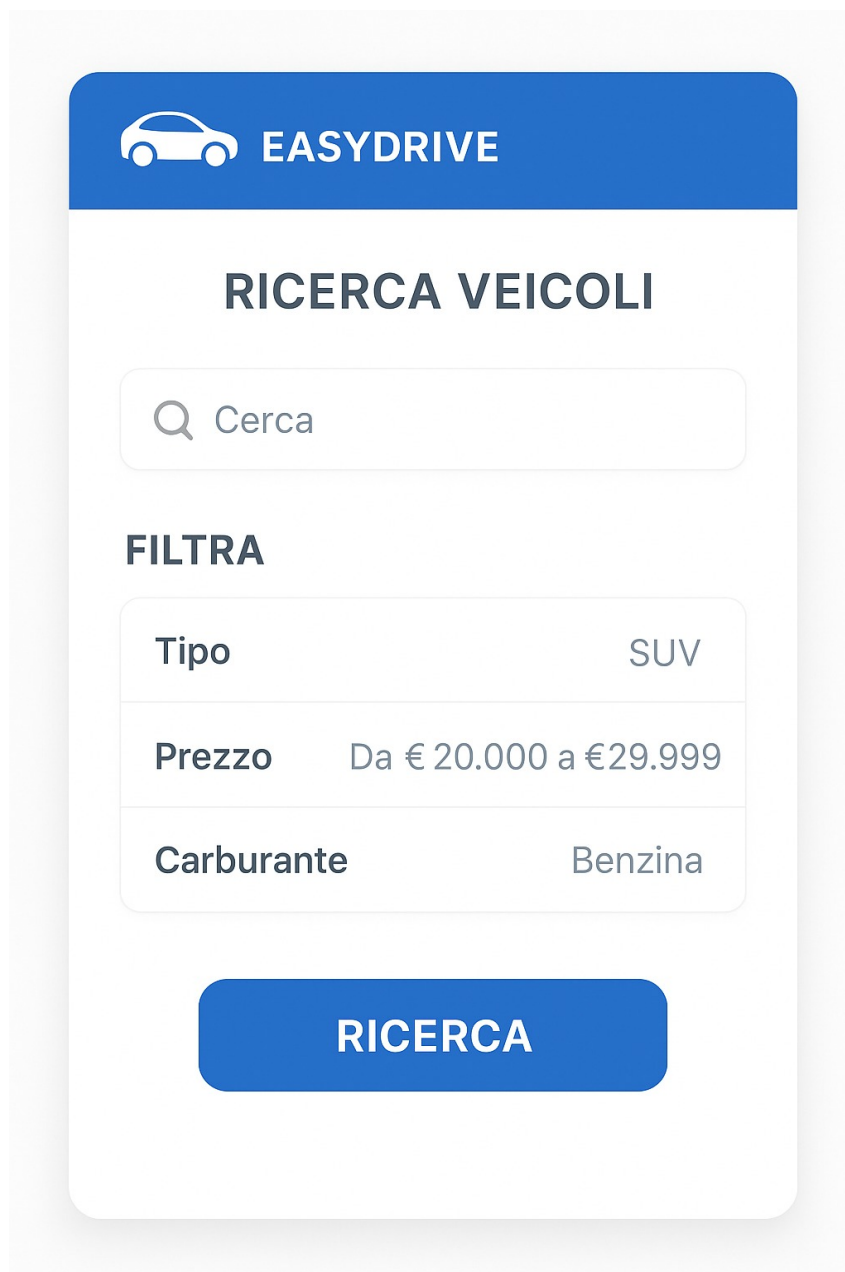 EASYDRIVE
RICERCA VEICOLI
Cerca
FILTRA
Tipo SUV
Prezzo Da € 20.000 a €29.999
Carburante Benzina
RICERCA